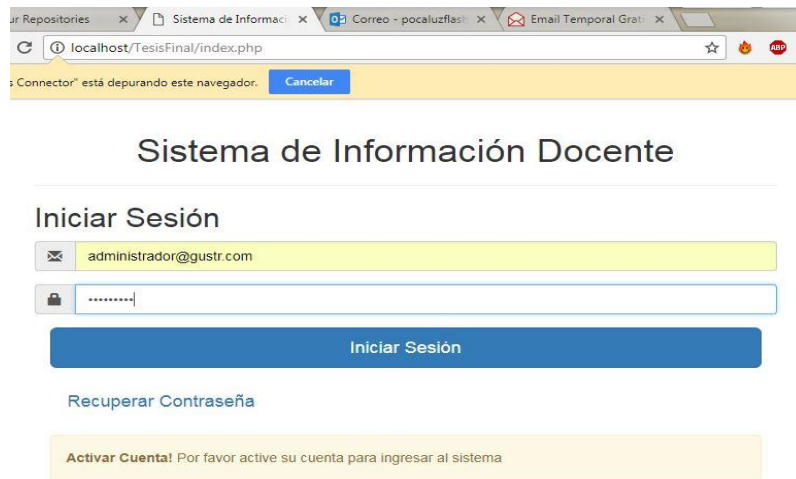 ur Repositories
Sistema de Informaci
Correo - pocaluzflash
Email Temporal Grati
localhost/TesisFinal/index.php
ABP
s Connector" está depurando este navegador.
Cancelar
Sistema de Información Docente
Iniciar Sesión
administrador@gustr.com
•••••••••
Iniciar Sesión
Recuperar Contraseña
Activar Cuenta! Por favor active su cuenta para ingresar al sistema